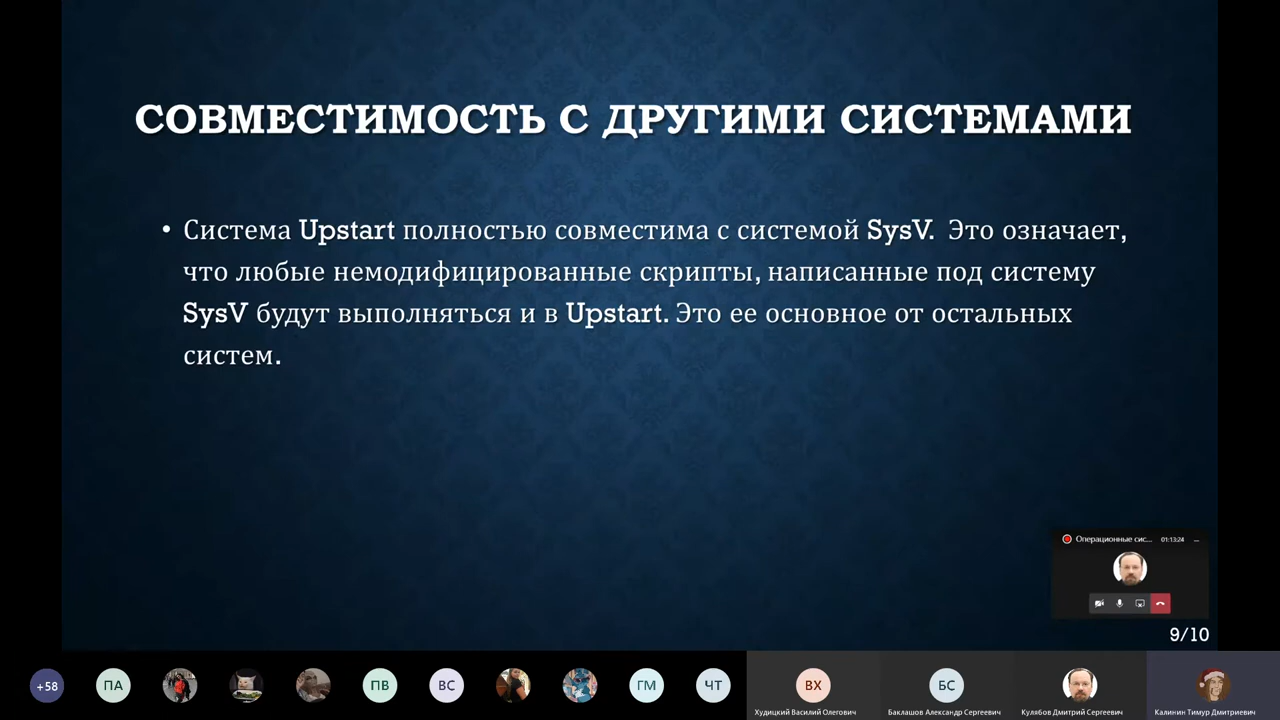 СОВМЕСТИМОСТЬ С ДРУГИМИ СИСТЕМАМИ
• Система Upstart полностью совместима с системой SysV. Это означает,
что любые немодифицированные скрипты, написанные под систему
SysV будут выполняться и в Upstart. Это ее основное от остальных
систем.
Операционные сис... 01:13:24
9/10
+58 ПА ПВ ВС ГМ ЧТ ВХ БС
Худицкий Василий Олегович Баклашов Александр Сергеевич Кулябов Дмитрий Сергеевич Калинин Тимур Дмитриевич